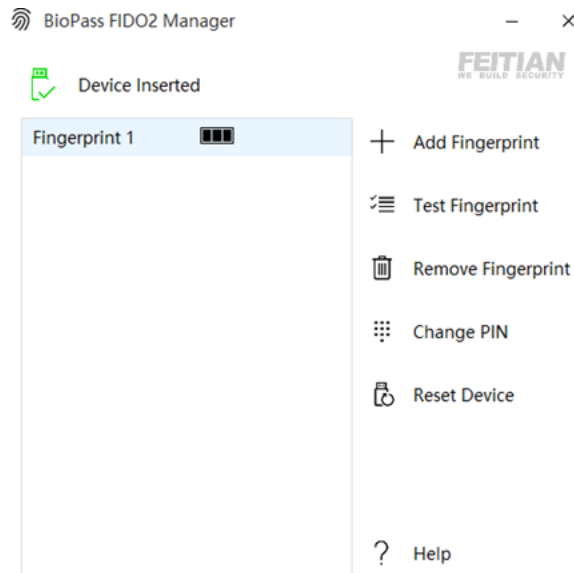 BioPass FIDO2 Manager
FEITIAN
WE BUILD SECURITY
Device Inserted
Fingerprint 1
Add Fingerprint
Test Fingerprint
Remove Fingerprint
Change PIN
Reset Device
? Help